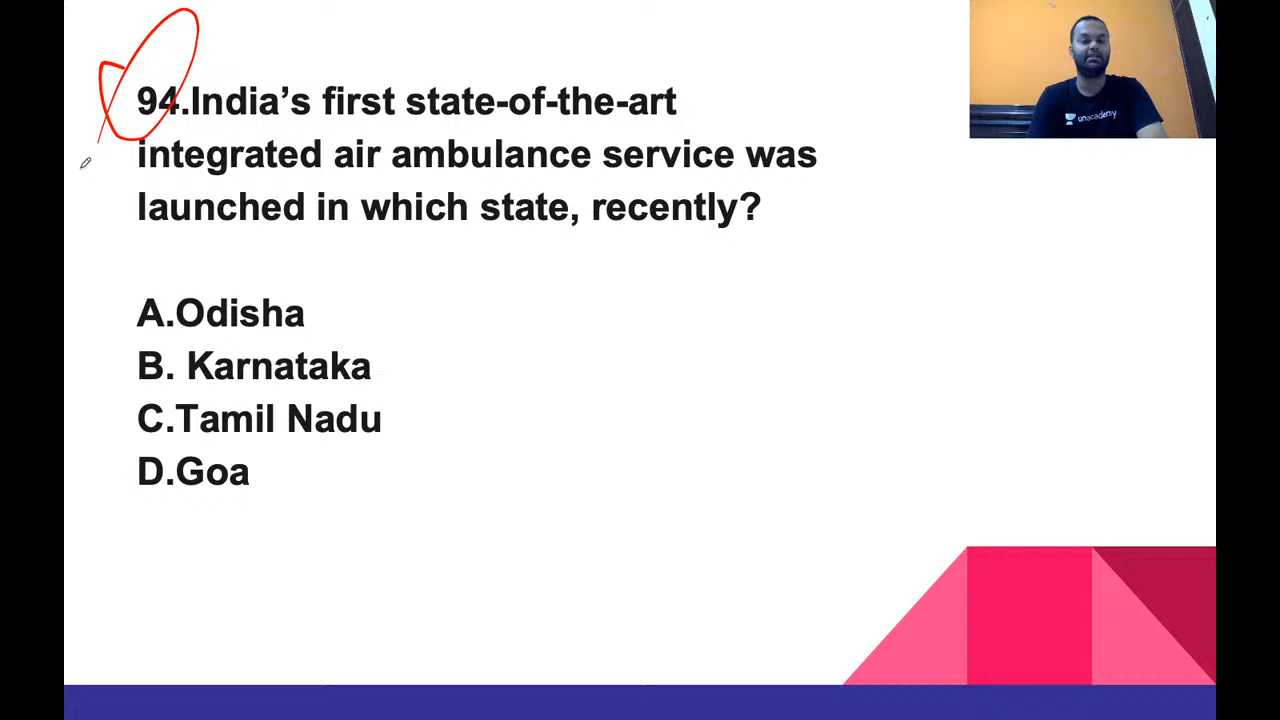 94.India’s first state-of-the-art
integrated air ambulance service was
launched in which state, recently?
A.Odisha
B. Karnataka
C.Tamil Nadu
D.Goa
unacademy